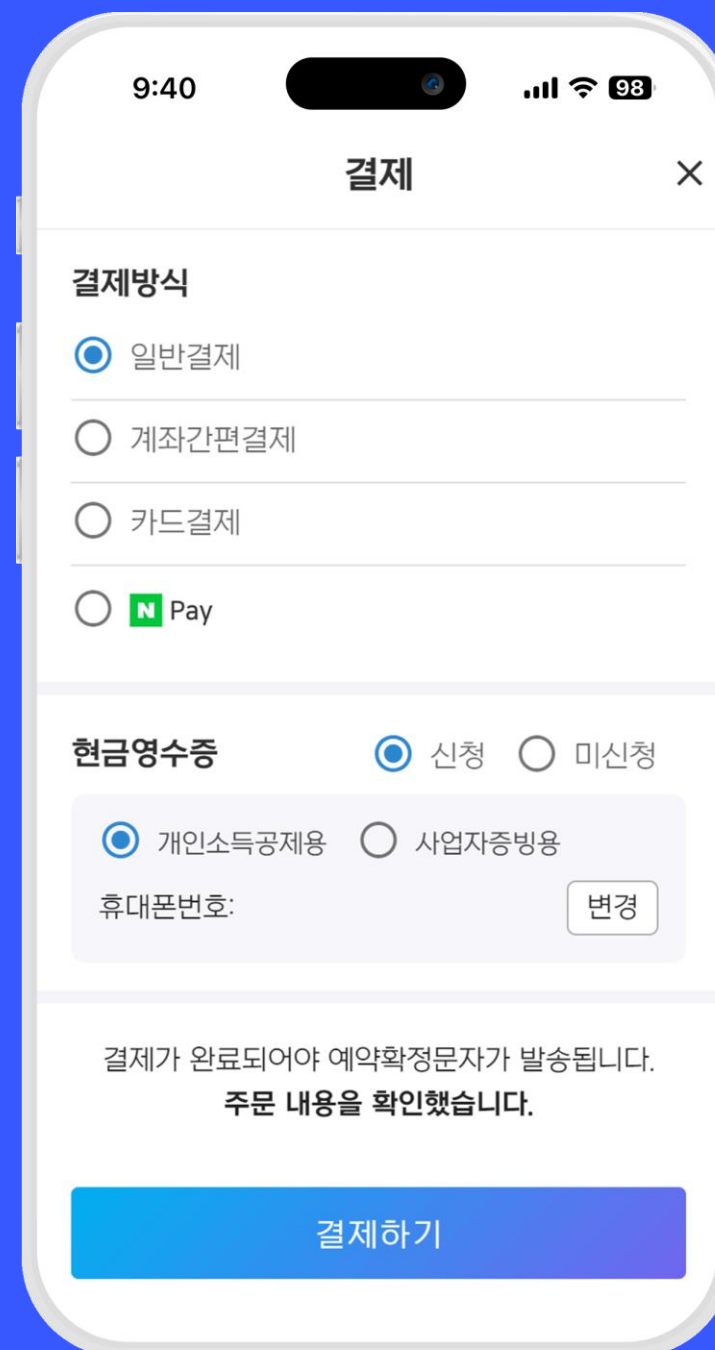 9:40
98
결제
결제방식
일반결제
계좌간편결제
카드결제
N Pay
현금영수증 신청 미신청
개인소득공제용 사업자증빙용
휴대폰번호: 변경
결제가 완료되어야 예약확정문자가 발송됩니다.
주문 내용을 확인했습니다.
결제하기